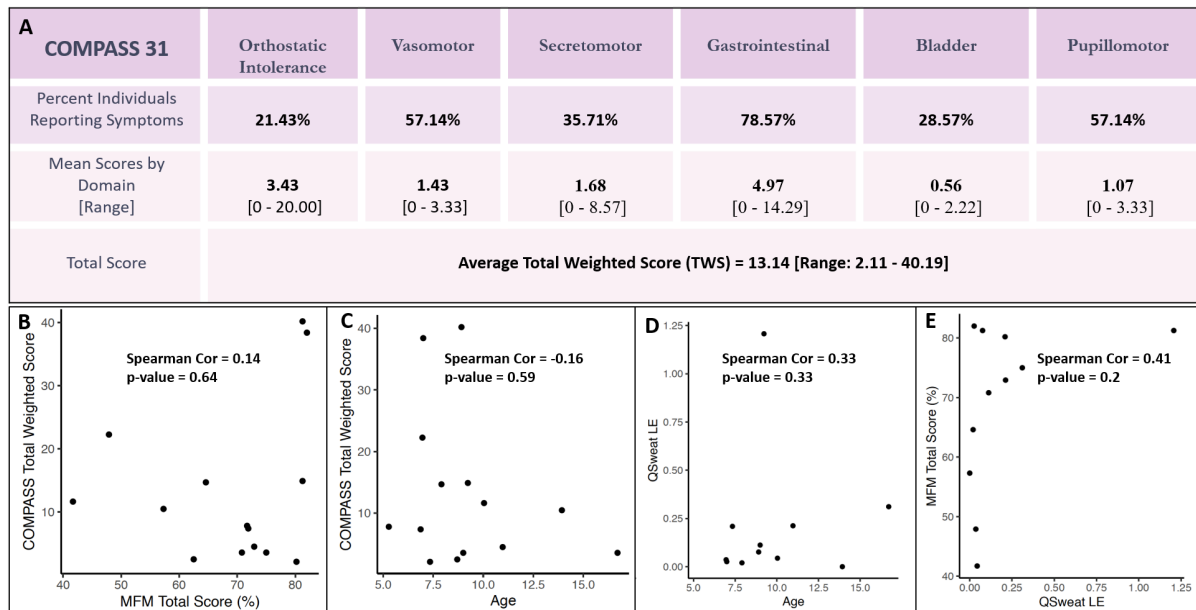 A
COMPASS 31
Orthostatic
Intolerance
Vasomotor
Secretomotor
Gastrointestinal
Bladder
Pupillomotor
Percent Individuals
Reporting Symptoms
21.43%
57.14%
35.71%
78.57%
28.57%
57.14%
Mean Scores by
Domain
[Range]
3.43
[0 - 20.00]
1.43
[0 - 3.33]
1.68
[0 - 8.57]
4.97
[0 - 14.29]
0.56
[0 - 2.22]
1.07
[0 - 3.33]
Total Score
Average Total Weighted Score (TWS) = 13.14 [Range: 2.11 - 40.19]
B
COMPASS Total Weighted Score
40
30
20
10
Spearman Cor = 0.14
p-value = 0.64
40
50
60
70
80
MFM Total Score (%)
C
COMPASS Total Weighted Score
40
30
20
10
Spearman Cor = -0.16
p-value = 0.59
5.0
7.5
10.0
12.5
15.0
Age
D
QSweat LE
1.25
1.00
0.75
0.50
0.25
0.00
Spearman Cor = 0.33
p-value = 0.33
5.0
7.5
10.0
12.5
15.0
Age
E
MFM Total Score (%)
80
70
60
50
40
Spearman Cor = 0.41
p-value = 0.2
0.00
0.25
0.50
0.75
1.00
1.25
QSweat LE